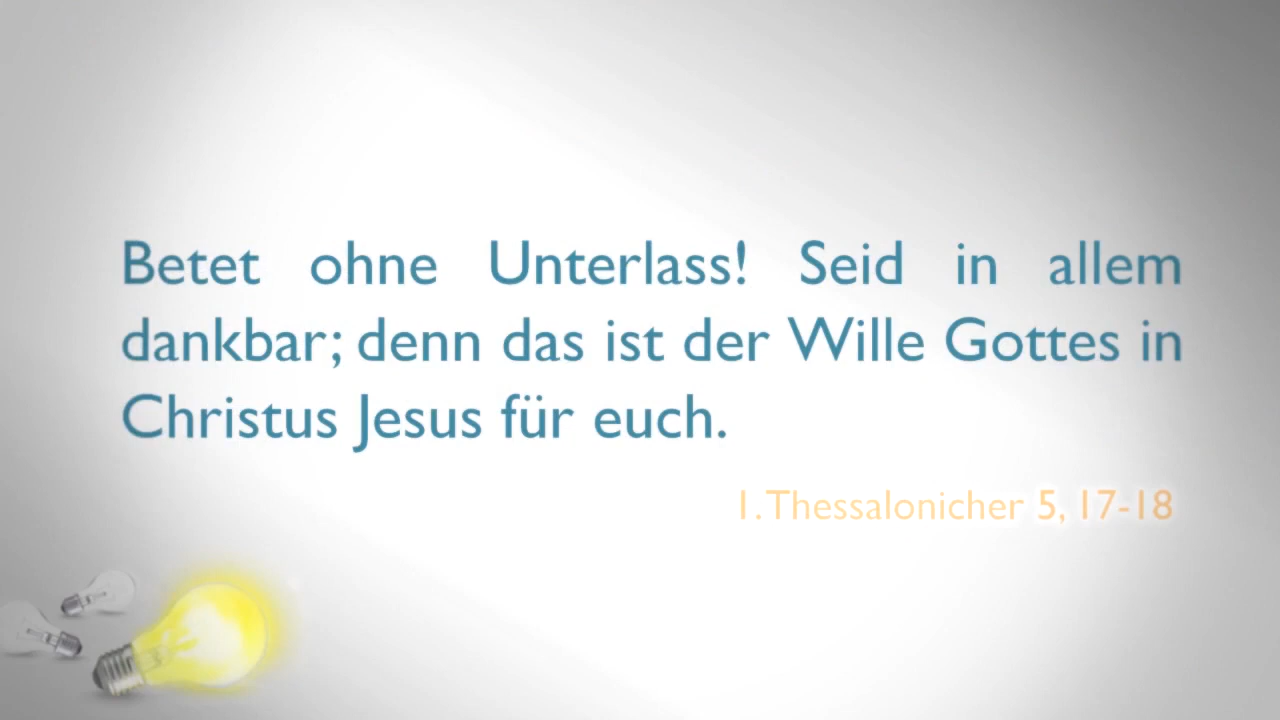 Betet ohne Unterlass! Seid in allem
dankbar; denn das ist der Wille Gottes in
Christus Jesus für euch.
1. Thessalonicher 5, 17-18